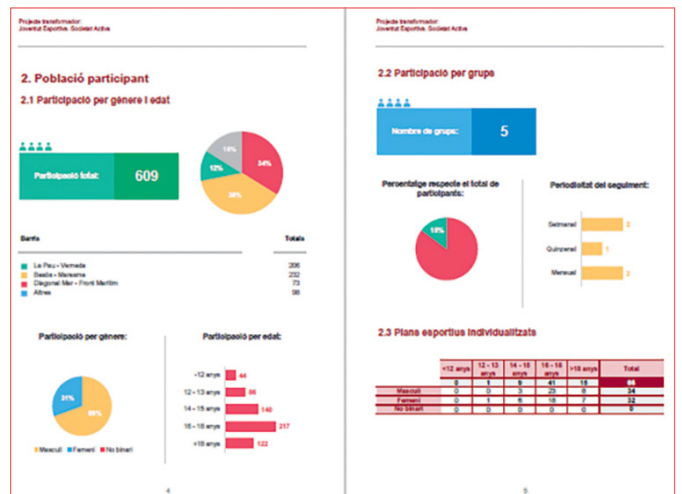 Projecte transformador:
Joventut Esportiva. Societat Activa
2. Població participant
2.1 Participació per gènere i edat
Participació total:
609
16%
34%
12%
38%
Barris
Totals
La Pau - Verneda
206
Besòs - Maresme
232
Diagonal Mar - Front Marítim
73
Altres
98
Participació per gènere:
31%
69%
Masculí
Femení
No binari
Participació per edat:
-12 anys
44
12 - 13 anys
86
14 - 15 anys
140
16 - 18 anys
217
+18 anys
122
4
Projecte transformador:
Joventut Esportiva. Societat Activa
2.2 Participació per grups
Nombre de grups:
5
Percentatge respecte el total de
participants:
15%
Periodicitat del seguiment:
Setmanal
2
Quinzenal
1
Mensual
2
2.3 Plans esportius individualitzats
<12 anys
12 - 13 anys
14 - 15 anys
16 - 18 anys
>18 anys
Total
0 1 9 41 15 66
Masculí 0 0 3 23 8 34
Femení 0 1 6 18 7 32
No binari 0 0 0 0 0 0
5